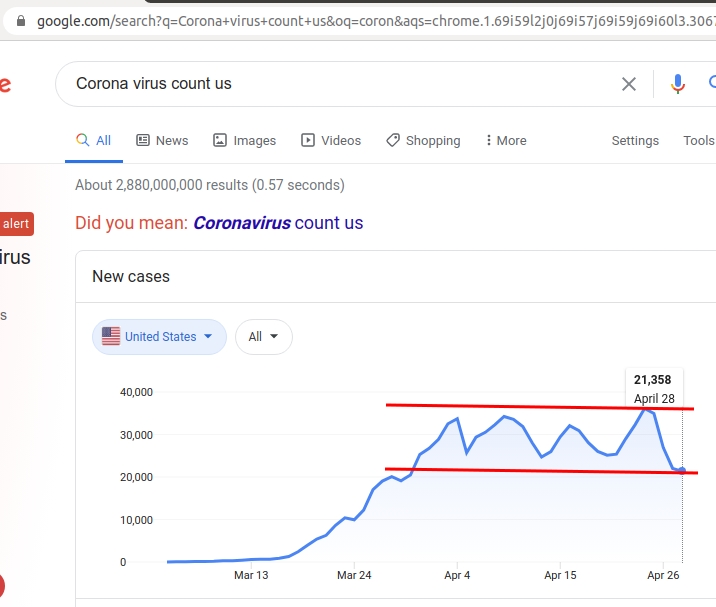 google.com/search?q=Corona+virus+count+us&oq=coron&aqs=chrome.1.69i59l2j0j69i57j69i59j69i60l3.3067
e
Corona virus count us
All News Images Videos Shopping More Settings Tools
About 2,880,000,000 results (0.57 seconds)
alert
Did you mean: Coronavirus count us
irus
New cases
s
United States All
21,358
April 28
40,000
30,000
20,000
10,000
0
Mar 13 Mar 24 Apr 4 Apr 15 Apr 26